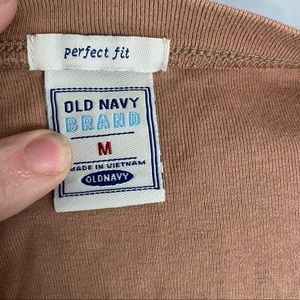 perfect fit
OLD NAVY
BRAND
M
MADE IN VIETNAM
OLDNAVY